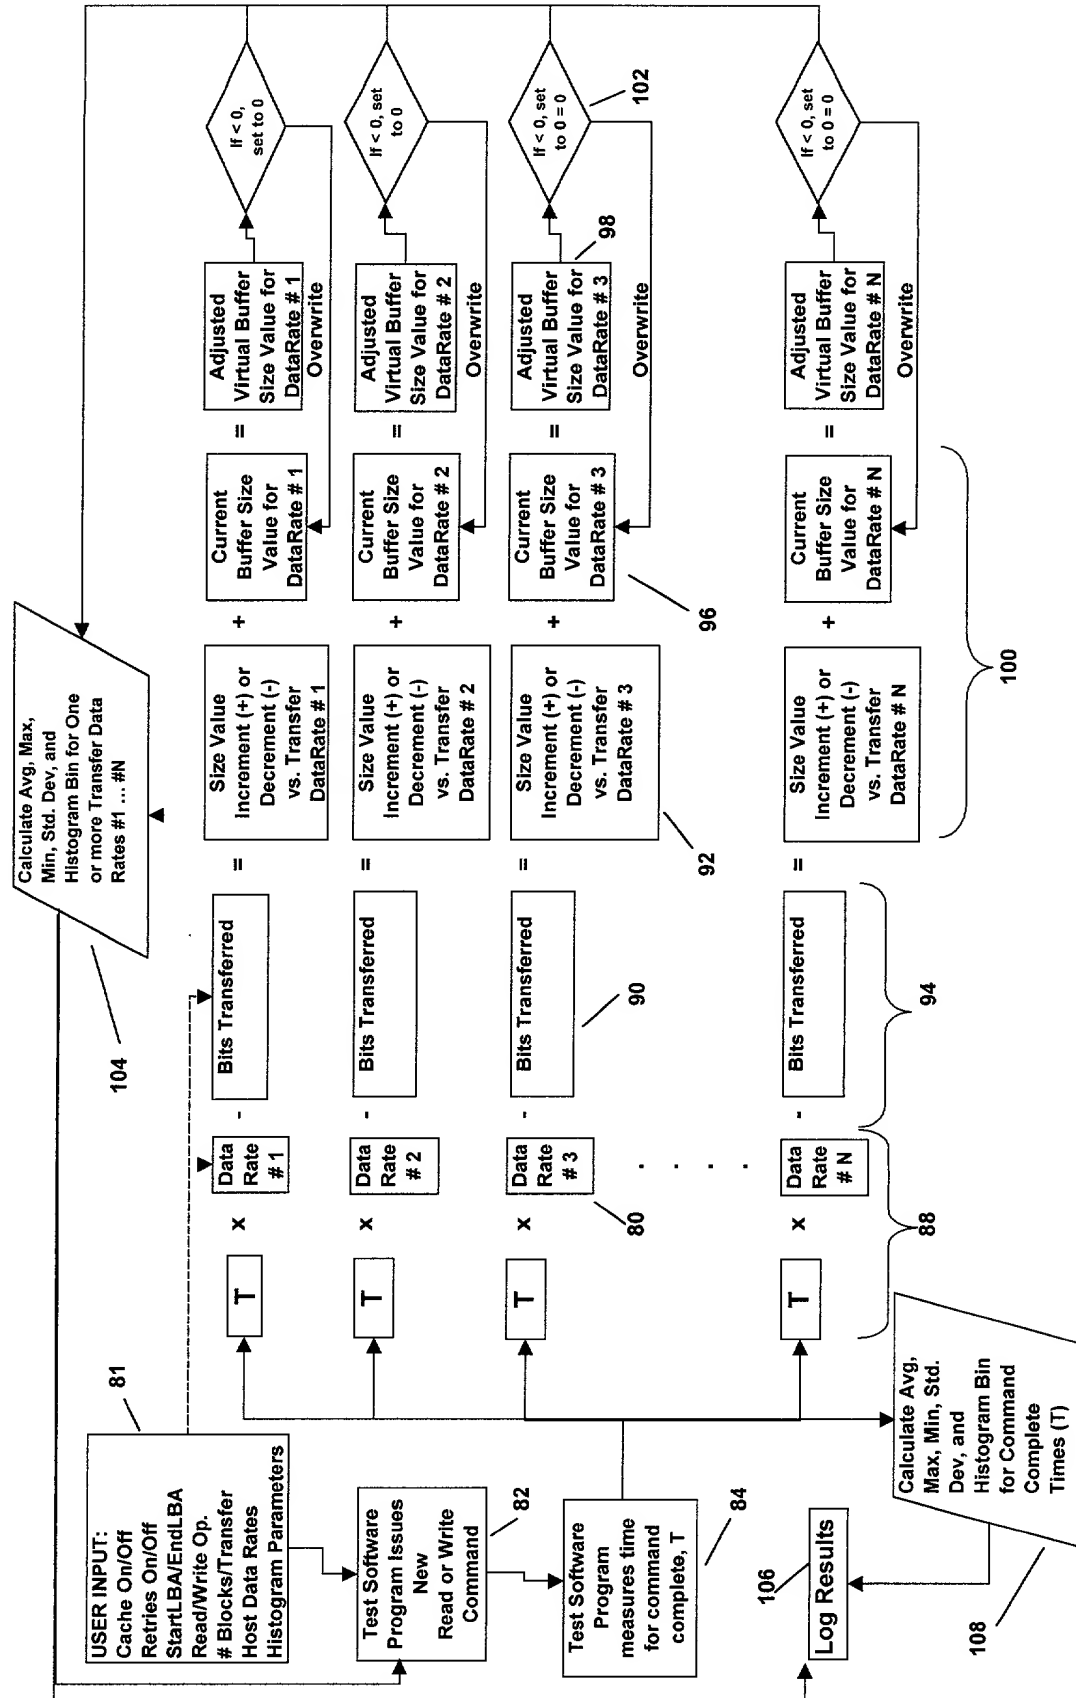 USER INPUT:
Cache On/Off
Retries On/Off
StartLBA/EndLBA
Read/Write Op.
# Blocks/Transfer
Host Data Rates
Histogram Parameters
81
Test Software
Program Issues
New
Read or Write
Command
82
Test Software
Program
measures time
for command
complete, T
84
Log Results
106
Calculate Avg,
Max, Min, Std.
Dev, and
Histogram Bin
for Command
Complete
Times (T)
108
Calculate Avg, Max,
Min, Std. Dev, and
Histogram Bin for One
or more Transfer Data
Rates #1 ... #N
104
T
x
Data
Rate
# 1
-
Bits Transferred
=
Size Value
Increment (+) or
Decrement (-)
vs. Transfer
DataRate # 1
+
Current
Buffer Size
Value for
DataRate # 1
=
Adjusted
Virtual Buffer
Size Value for
DataRate # 1
If < 0,
set to 0
Overwrite
T
x
Data
Rate
# 2
-
Bits Transferred
=
Size Value
Increment (+) or
Decrement (-)
vs. Transfer
DataRate # 2
+
Current
Buffer Size
Value for
DataRate # 2
=
Adjusted
Virtual Buffer
Size Value for
DataRate # 2
If < 0, set
to 0
Overwrite
T
x
Data
Rate
# 3
80
-
Bits Transferred
90
=
Size Value
Increment (+) or
Decrement (-)
vs. Transfer
DataRate # 3
92
+
Current
Buffer Size
Value for
DataRate # 3
96
=
Adjusted
Virtual Buffer
Size Value for
DataRate # 3
98
If < 0, set
to 0 = 0
102
Overwrite
. . . .
T
x
Data
Rate
# N
-
Bits Transferred
=
Size Value
Increment (+) or
Decrement (-)
vs. Transfer
DataRate # N
+
Current
Buffer Size
Value for
DataRate # N
=
Adjusted
Virtual Buffer
Size Value for
DataRate # N
If < 0, set
to 0 = 0
Overwrite
88
94
100